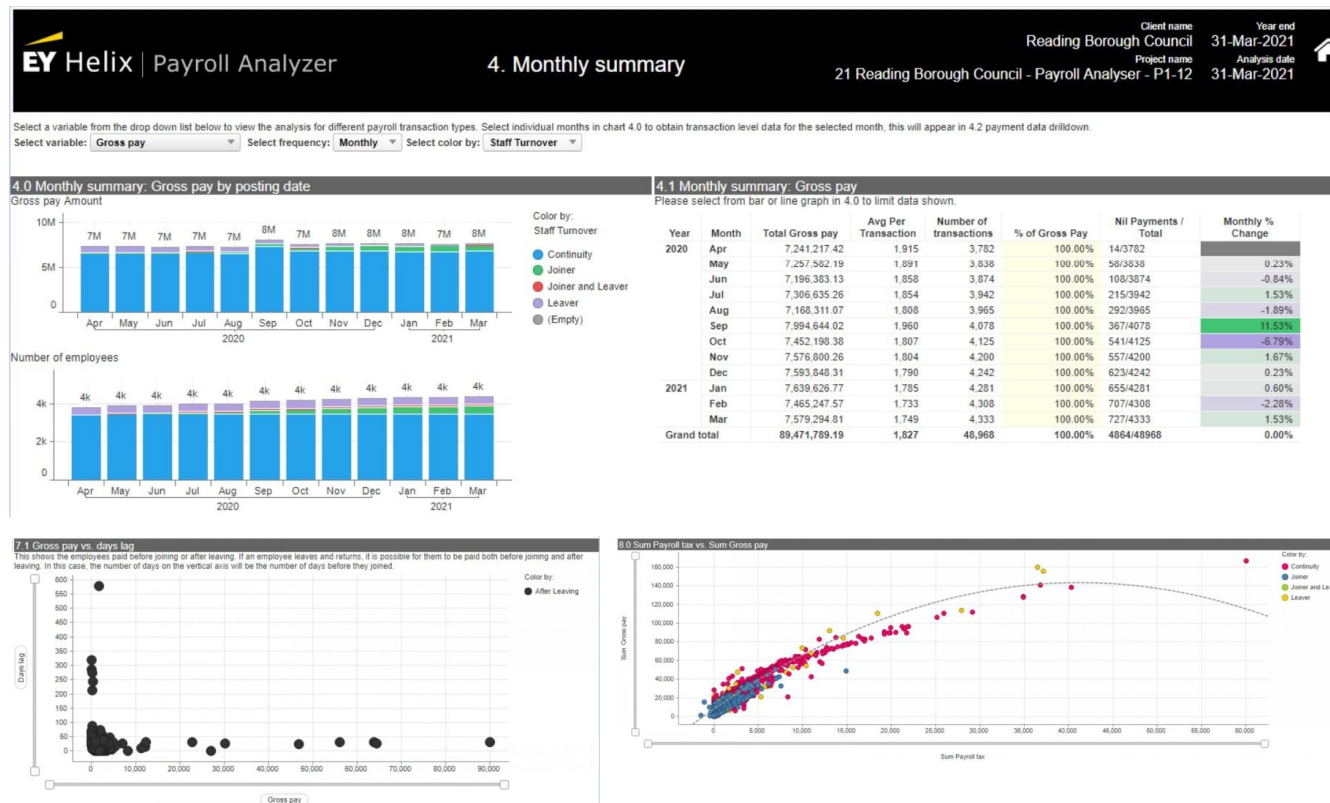 EY Helix | Payroll Analyzer
4. Monthly summary
Client name
Reading Borough Council
Project name
21 Reading Borough Council - Payroll Analyser - P1-12
Year end
31-Mar-2021
Analysis date
31-Mar-2021
Select a variable from the drop down list below to view the analysis for different payroll transaction types. Select individual months in chart 4.0 to obtain transaction level data for the selected month, this will appear in 4.2 payment data drilldown.
Select variable: Gross pay Select frequency: Monthly Select color by: Staff Turnover
4.0 Monthly summary: Gross pay by posting date
Gross pay Amount
10M
5M
0
7M 7M 7M 7M 7M 8M 7M 8M 8M 8M 7M 8M
Apr May Jun Jul Aug Sep Oct Nov Dec Jan Feb Mar
2020 2021
Color by:
Staff Turnover
Continuity
Joiner
Joiner and Leaver
Leaver
(Empty)
Number of employees
4k
2k
0
4k 4k 4k 4k 4k 4k 4k 4k 4k 4k 4k 4k
Apr May Jun Jul Aug Sep Oct Nov Dec Jan Feb Mar
2020 2021
4.1 Monthly summary: Gross pay
Please select from bar or line graph in 4.0 to limit data shown.
Year Month Total Gross pay Avg Per Transaction Number of transactions % of Gross Pay Nil Payments / Total Monthly % Change
2020 Apr 7,241,217.42 1,915 3,782 100.00% 14/3782
May 7,257,582.19 1,891 3,838 100.00% 58/3838 0.23%
Jun 7,196,383.13 1,858 3,874 100.00% 108/3874 -0.84%
Jul 7,306,635.26 1,854 3,942 100.00% 215/3942 1.53%
Aug 7,168,311.07 1,808 3,965 100.00% 292/3965 -1.89%
Sep 7,994,644.02 1,960 4,078 100.00% 367/4078 11.53%
Oct 7,452,198.38 1,807 4,125 100.00% 541/4125 -6.79%
Nov 7,576,800.26 1,804 4,200 100.00% 557/4200 1.67%
Dec 7,593,848.31 1,790 4,242 100.00% 623/4242 0.23%
2021 Jan 7,639,626.77 1,785 4,281 100.00% 655/4281 0.60%
Feb 7,465,247.57 1,733 4,308 100.00% 707/4308 -2.28%
Mar 7,579,294.81 1,749 4,333 100.00% 727/4333 1.53%
Grand total 89,471,789.19 1,827 48,968 100.00% 4864/48968 0.00%
7.1 Gross pay vs. days lag
This shows the employees paid before joining or after leaving. If an employee leaves and returns, it is possible for them to be paid both before joining and after
leaving. In this case, the number of days on the vertical axis will be the number of days before they joined.
Color by:
After Leaving
Days lag
600
550
500
450
400
350
300
250
200
150
100
50
0
0 10,000 20,000 30,000 40,000 50,000 60,000 70,000 80,000 90,000
Gross pay
8.0 Sum Payroll tax vs. Sum Gross pay
Color by:
Continuity
Joiner
Joiner and Le
Leaver
Sum Gross pay
160,000
140,000
120,000
100,000
80,000
60,000
40,000
20,000
0
0 5,000 10,000 15,000 20,000 25,000 30,000 35,000 40,000 45,000 50,000 55,000 60,000
Sum Payroll tax